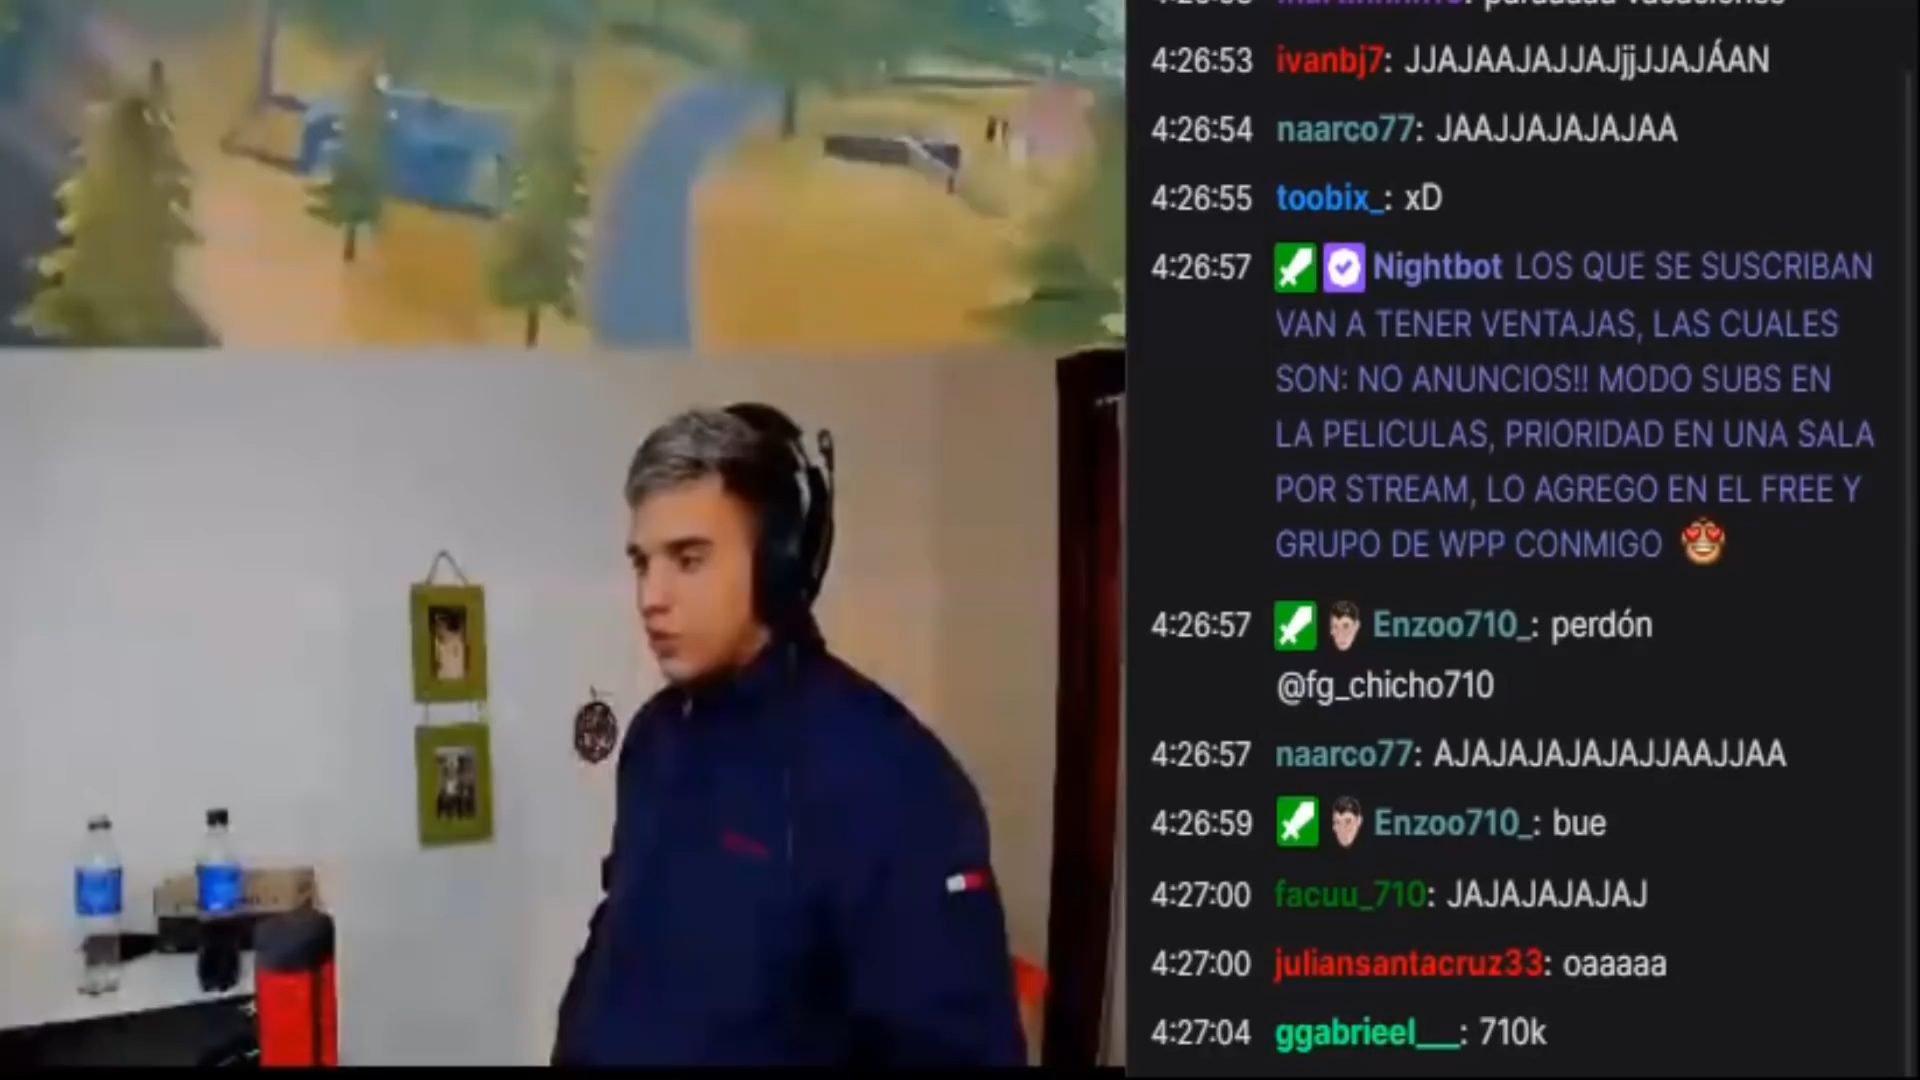 4:26:53 ivanbj7: JJAJAAJAJJAJjjJJAJÁAN
4:26:54 naarco77: JAAJJAJAJAJAA
4:26:55 toobix_: xD
4:26:57 Nightbot LOS QUE SE SUSCRIBAN
VAN A TENER VENTAJAS, LAS CUALES
SON: NO ANUNCIOS!! MODO SUBS EN
LA PELICULAS, PRIORIDAD EN UNA SALA
POR STREAM, LO AGREGO EN EL FREE Y
GRUPO DE WPP CONMIGO
4:26:57 Enzoo710_: perdón
@fg_chicho710
4:26:57 naarco77: AJAJAJAJAJAJJAAJJAA
4:26:59 Enzoo710_: bue
4:27:00 facuu_710: JAJAJAJAJAJ
4:27:00 juliansantacruz33: oaaaaa
4:27:04 ggabrieel___: 710k